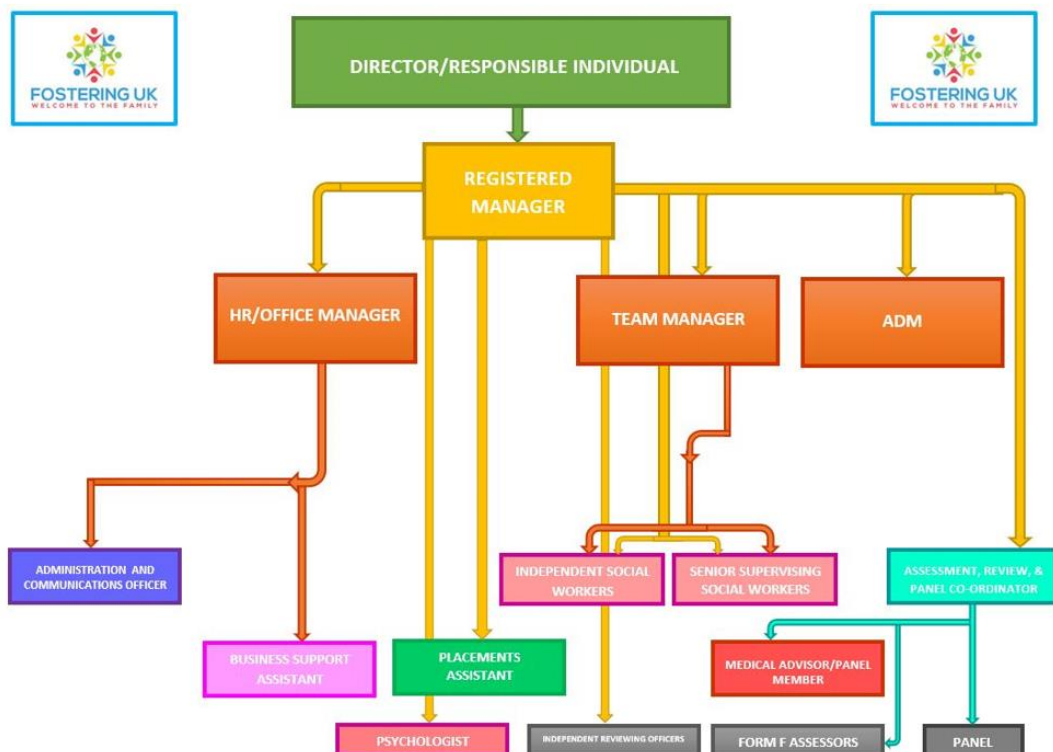 FOSTERING UK
WELCOME TO THE FAMILY
DIRECTOR/RESPONSIBLE INDIVIDUAL
FOSTERING UK
WELCOME TO THE FAMILY
REGISTERED
MANAGER
HR/OFFICE MANAGER
TEAM MANAGER
ADM
ADMINISTRATION AND
COMMUNICATIONS OFFICER
INDEPENDENT SOCIAL
WORKERS
SENIOR SUPERVISING
SOCIAL WORKERS
ASSESSMENT, REVIEW, &
PANEL CO-ORDINATOR
BUSINESS SUPPORT
ASSISTANT
PLACEMENTS
ASSISTANT
MEDICAL ADVISOR/PANEL
MEMBER
PSYCHOLOGIST
INDEPENDENT REVIEWING OFFICERS
FORM F ASSESSORS
PANEL